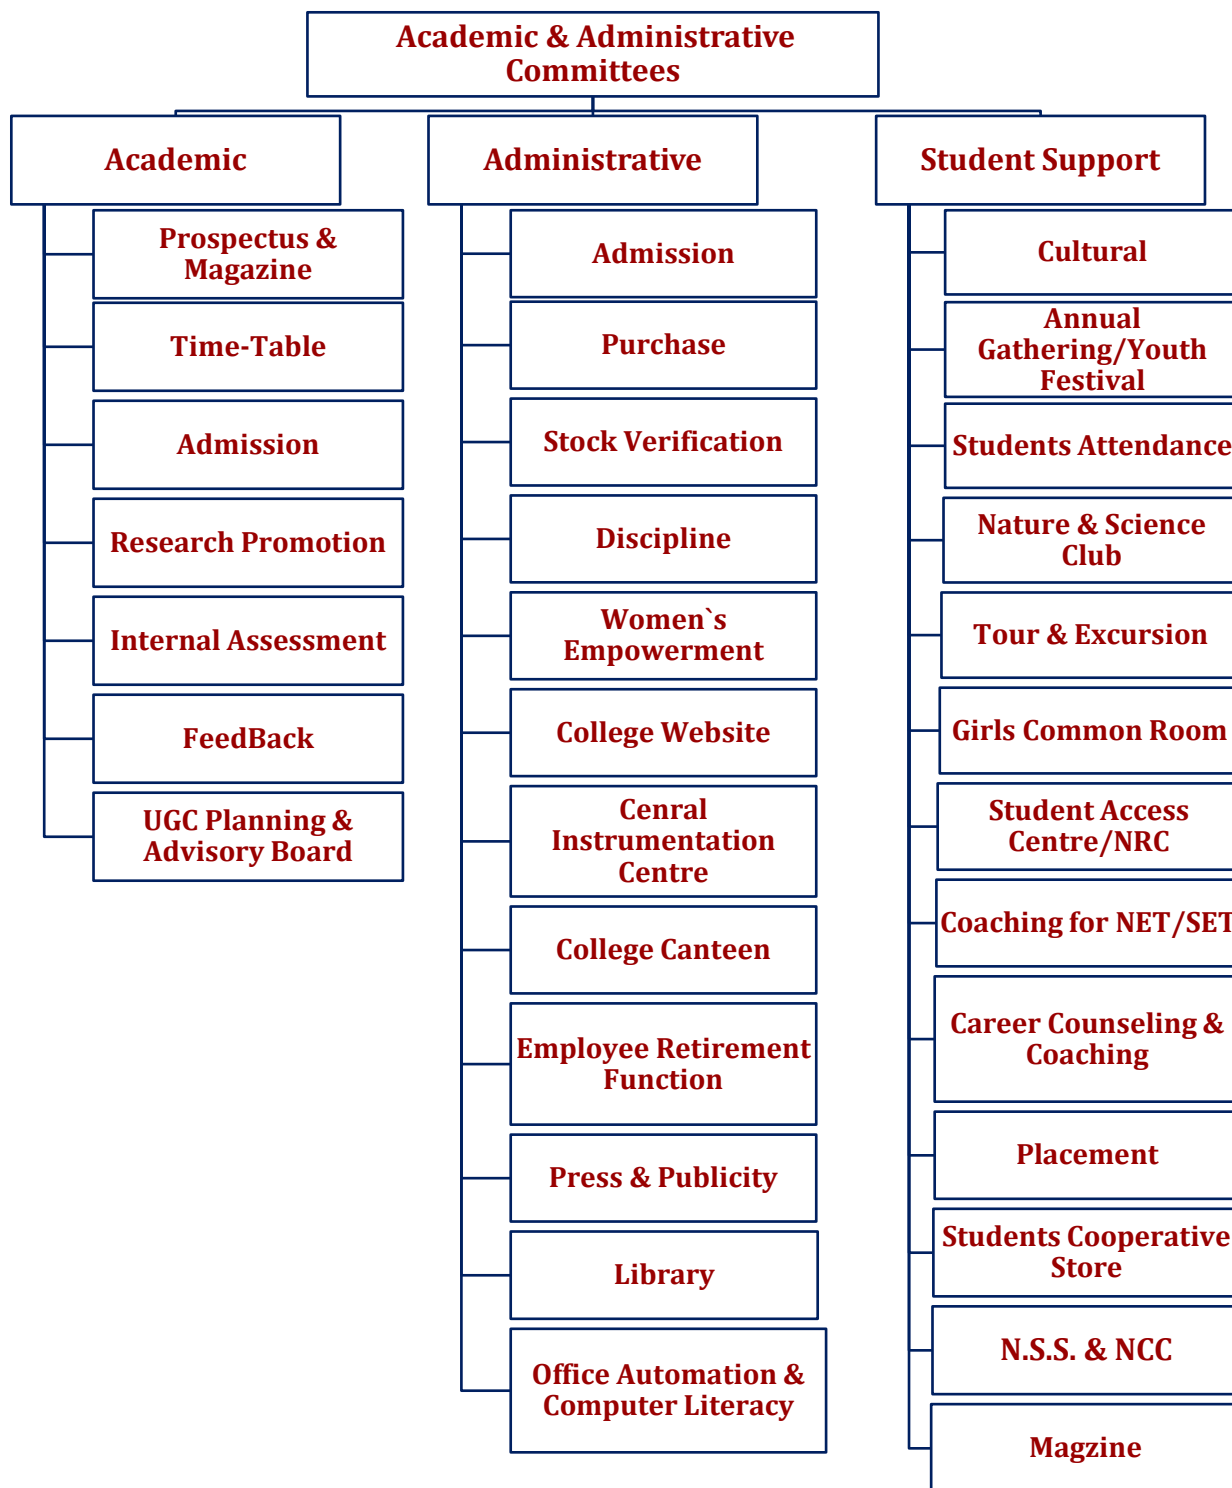 Academic & Administrative
Committees
Academic
Prospectus &
Magazine
Time-Table
Admission
Research Promotion
Internal Assessment
FeedBack
UGC Planning &
Advisory Board
Administrative
Admission
Purchase
Stock Verification
Discipline
Women`s
Empowerment
College Website
Cenral
Instrumentation
Centre
College Canteen
Employee Retirement
Function
Press & Publicity
Library
Office Automation &
Computer Literacy
Student Support
Cultural
Annual
Gathering/Youth
Festival
Students Attendance
Nature & Science
Club
Tour & Excursion
Girls Common Room
Student Access
Centre/NRC
Coaching for NET/SET
Career Counseling &
Coaching
Placement
Students Cooperative
Store
N.S.S. & NCC
Magzine